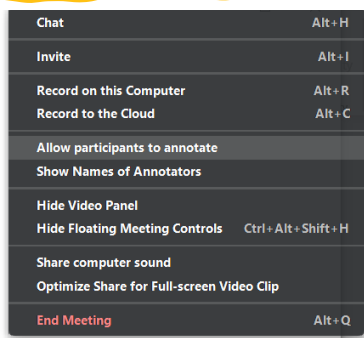 Chat Alt+H
Invite Alt+I
Record on this Computer Alt+R
Record to the Cloud Alt+C
Allow participants to annotate
Show Names of Annotators
Hide Video Panel
Hide Floating Meeting Controls Ctrl+Alt+Shift+H
Share computer sound
Optimize Share for Full-screen Video Clip
End Meeting Alt+Q